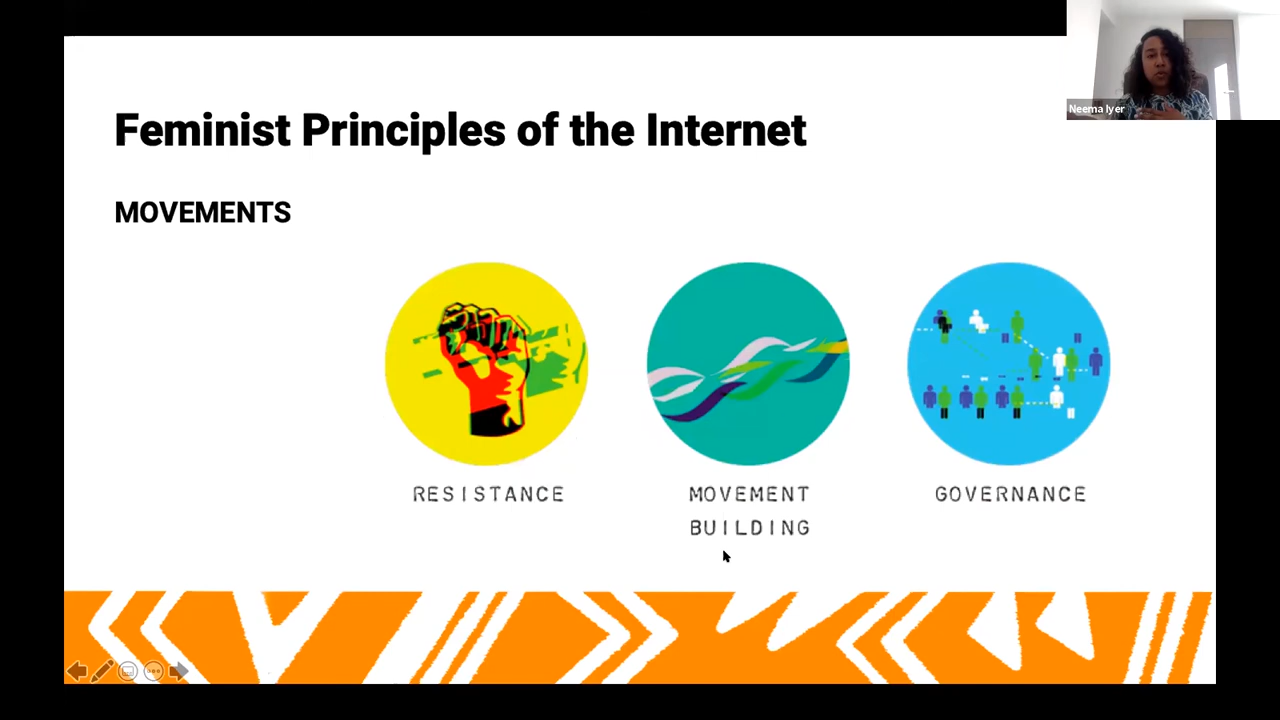 Neema Iyer
Feminist Principles of the Internet
MOVEMENTS
RESISTANCE
MOVEMENT
BUILDING
GOVERNANCE